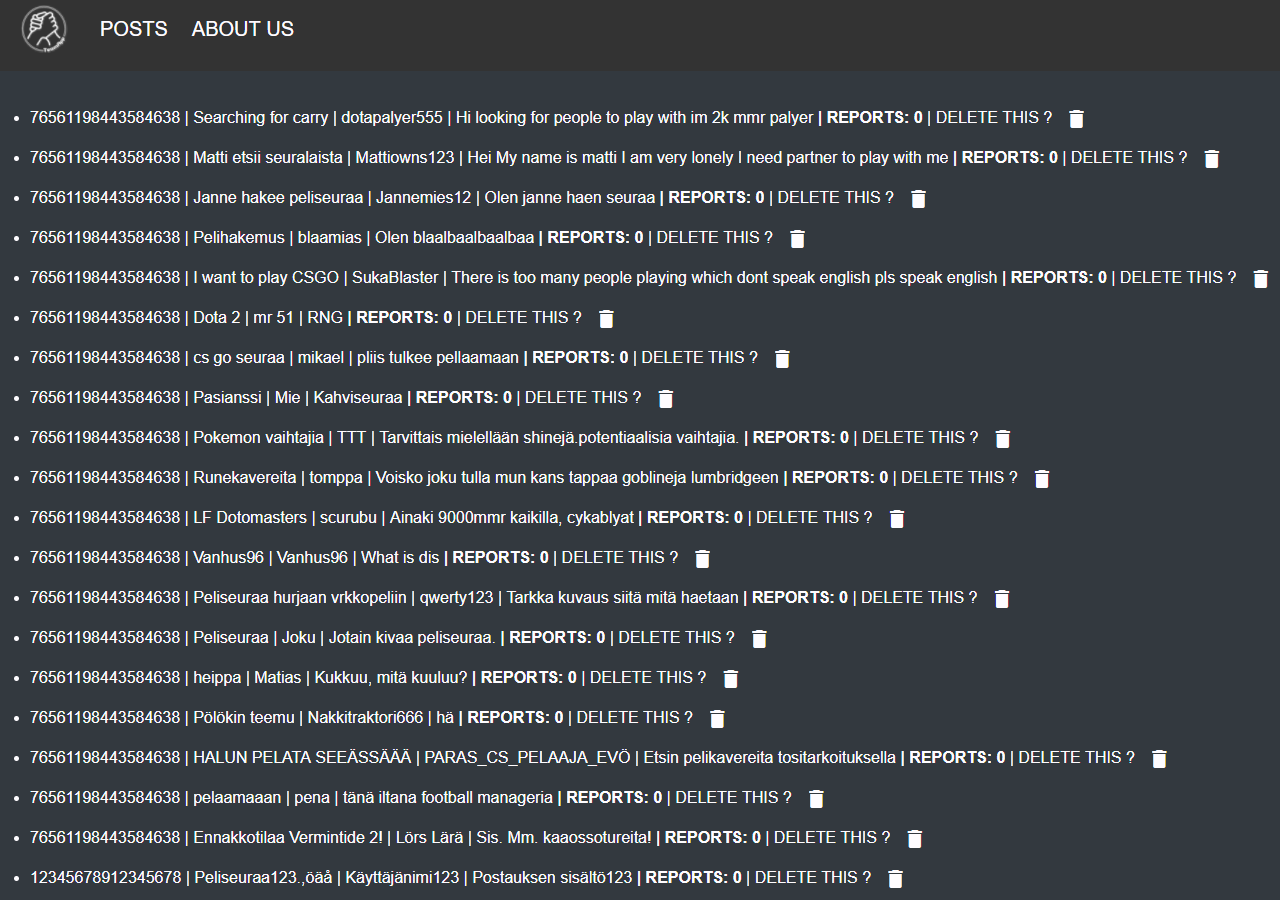 POSTS ABOUT US
• 76561198443584638 | Searching for carry | dotapalyer555 | Hi looking for people to play with im 2k mmr palyer | REPORTS: 0 | DELETE THIS ?
• 76561198443584638 | Matti etsii seuralaista | Mattiowns123 | Hei My name is matti I am very lonely I need partner to play with me | REPORTS: 0 | DELETE THIS ?
• 76561198443584638 | Janne hakee peliseuraa | Jannemies12 | Olen janne haen seuraa | REPORTS: 0 | DELETE THIS ?
• 76561198443584638 | Pelihakemus | blaamias | Olen blaalbaalbaalbaa | REPORTS: 0 | DELETE THIS ?
• 76561198443584638 | I want to play CSGO | SukaBlaster | There is too many people playing which dont speak english pls speak english | REPORTS: 0 | DELETE THIS ?
• 76561198443584638 | Dota 2 | mr 51 | RNG | REPORTS: 0 | DELETE THIS ?
• 76561198443584638 | cs go seuraa | mikael | pliis tulkee pellaamaan | REPORTS: 0 | DELETE THIS ?
• 76561198443584638 | Pasianssi | Mie | Kahviseuraa | REPORTS: 0 | DELETE THIS ?
• 76561198443584638 | Pokemon vaihtajia | TTT | Tarvittais mielellään shinejä.potentiaalisia vaihtajia. | REPORTS: 0 | DELETE THIS ?
• 76561198443584638 | Runekavereita | tomppa | Voisko joku tulla mun kans tappaa goblineja lumbridgeen | REPORTS: 0 | DELETE THIS ?
• 76561198443584638 | LF Dotomasters | scurubu | Ainaki 9000mmr kaikilla, cykablyat | REPORTS: 0 | DELETE THIS ?
• 76561198443584638 | Vanhus96 | Vanhus96 | What is dis | REPORTS: 0 | DELETE THIS ?
• 76561198443584638 | Peliseuraa hurjaan vrkkopeliin | qwerty123 | Tarkka kuvaus siitä mitä haetaan | REPORTS: 0 | DELETE THIS ?
• 76561198443584638 | Peliseuraa | Joku | Jotain kivaa peliseuraa. | REPORTS: 0 | DELETE THIS ?
• 76561198443584638 | heippa | Matias | Kukkuu, mitä kuuluu? | REPORTS: 0 | DELETE THIS ?
• 76561198443584638 | Pölökin teemu | Nakkitraktori666 | hä | REPORTS: 0 | DELETE THIS ?
• 76561198443584638 | HALUN PELATA SEEÄSSÄÄÄ | PARAS_CS_PELAAJA_EVÖ | Etsin pelikavereita tositarkoituksella | REPORTS: 0 | DELETE THIS ?
• 76561198443584638 | pelaamaaan | pena | tänä iltana football manageria | REPORTS: 0 | DELETE THIS ?
• 76561198443584638 | Ennakkotilaa Vermintide 2! | Lörs Lärä | Sis. Mm. kaaossotureita! | REPORTS: 0 | DELETE THIS ?
• 12345678912345678 | Peliseuraa123.,öäå | Käyttäjänimi123 | Postauksen sisältö123 | REPORTS: 0 | DELETE THIS ?